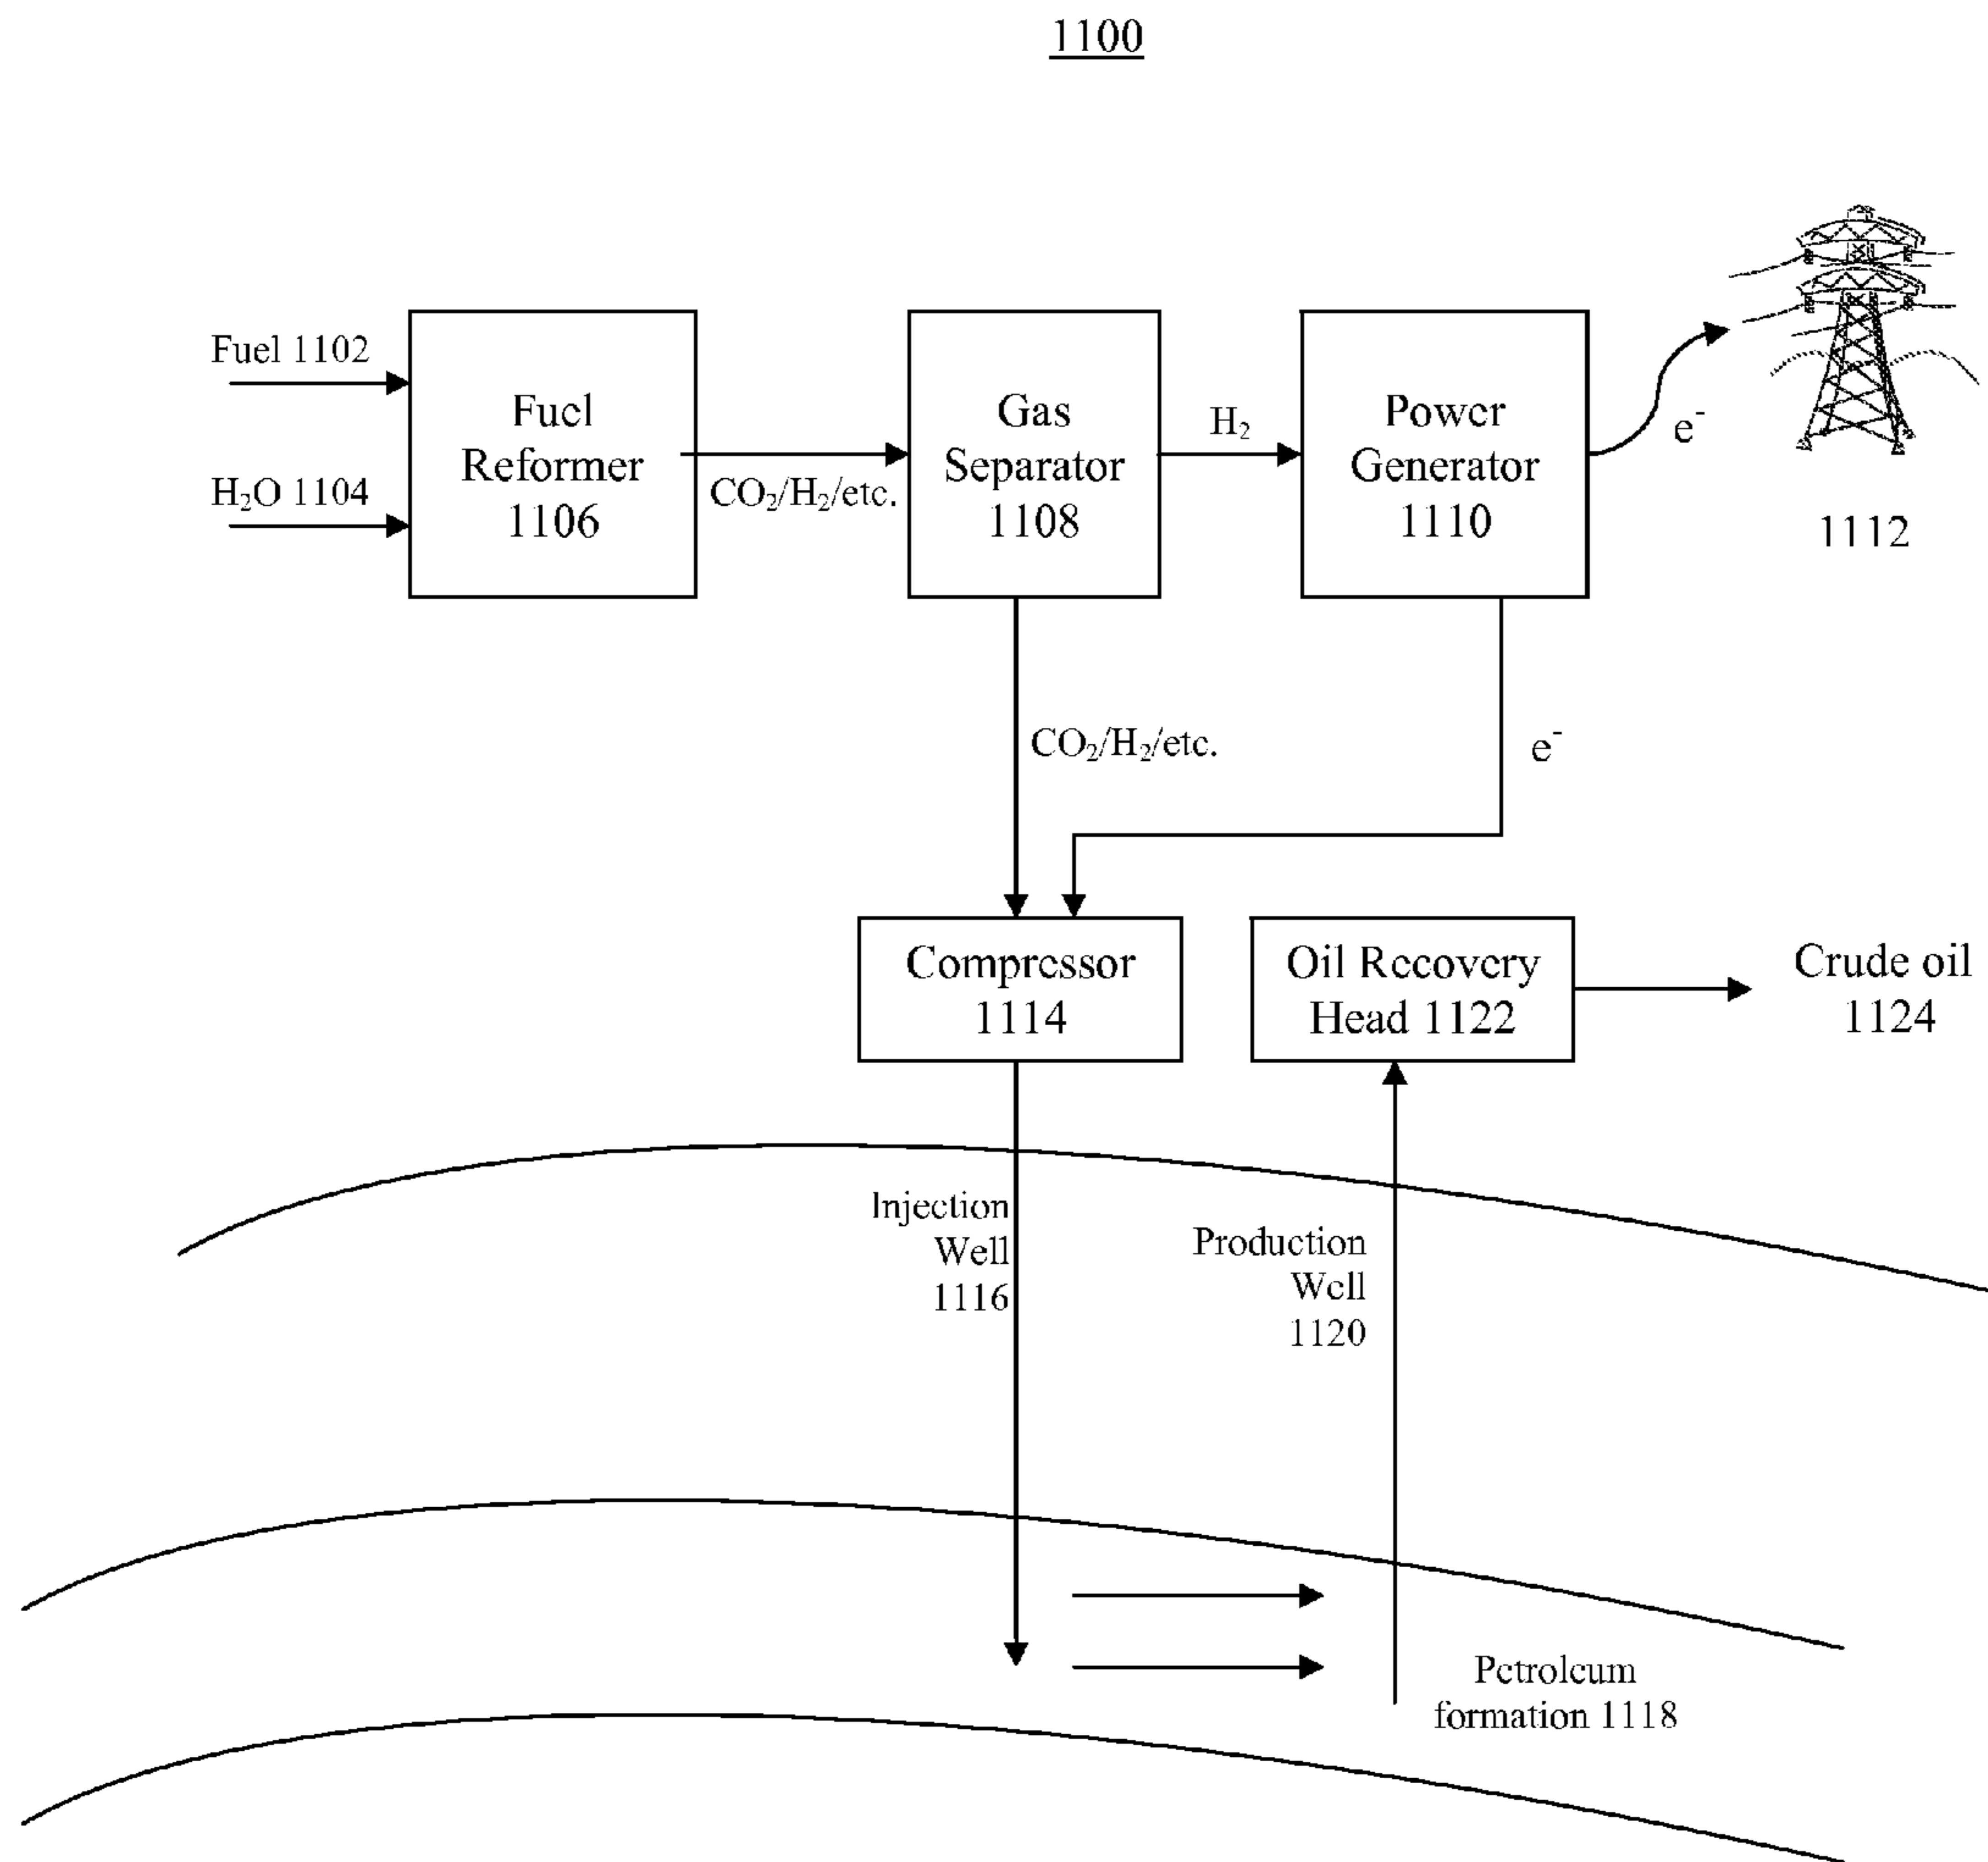 1100
Fuel 1102
H₂O 1104
Fuel
Reformer
1106
CO₂/H₂/etc.
Gas
Separator
1108
H₂
Power
Generator
1110
e⁻
1112
CO₂/H₂/etc.
e⁻
Compressor
1114
Oil Recovery
Head 1122
Crude oil
1124
Injection
Well
1116
Production
Well
1120
Petroleum
formation 1118